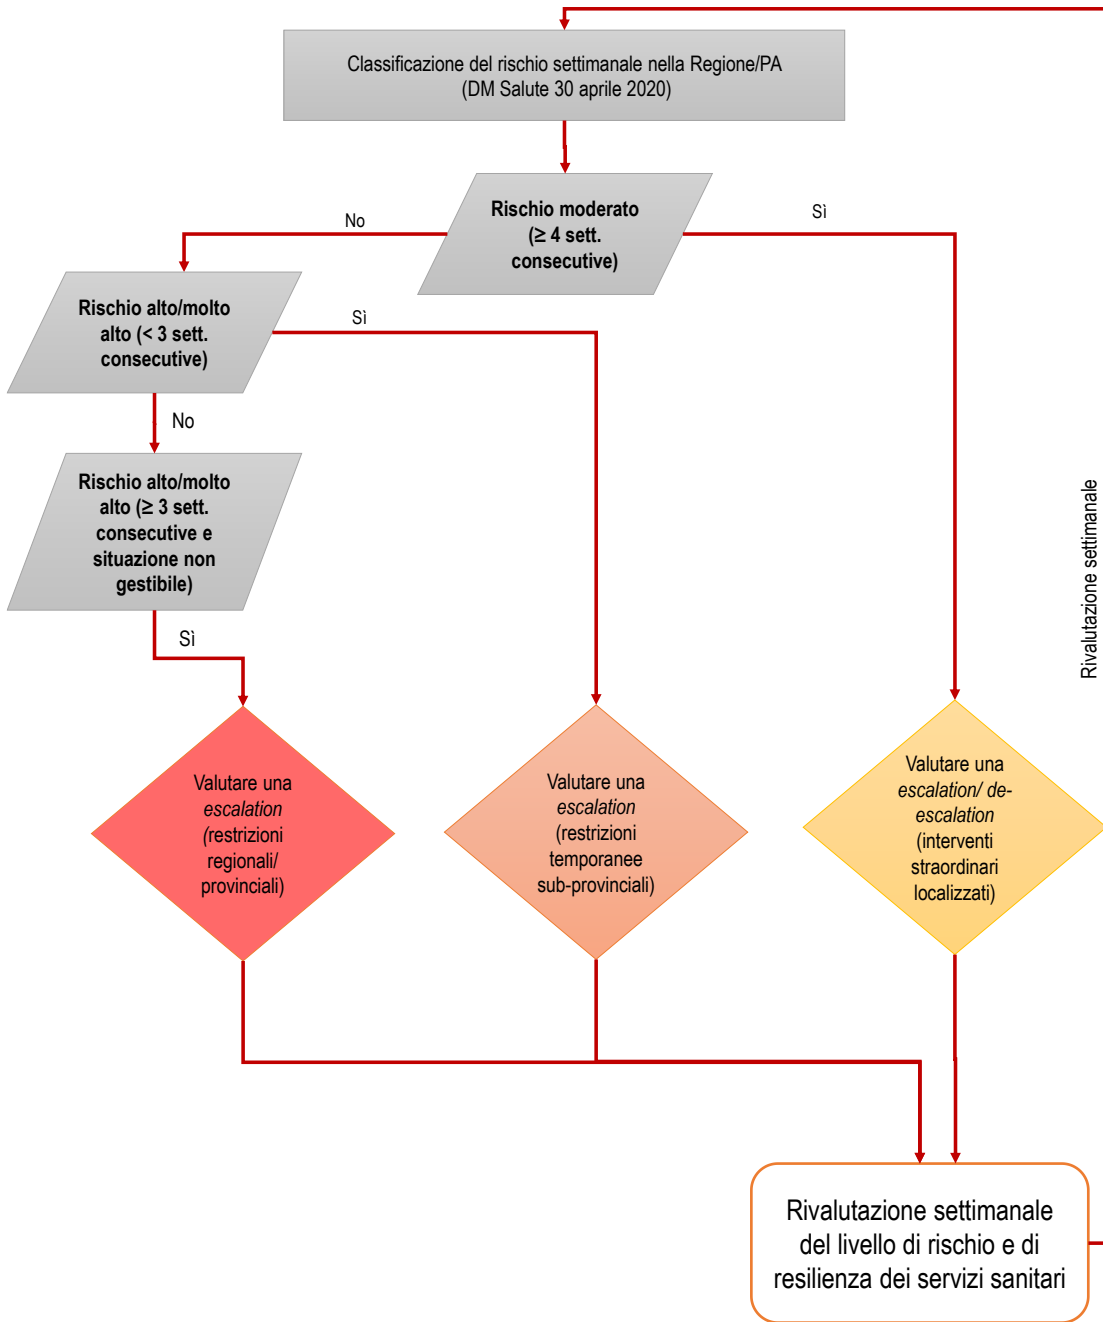 Classificazione del rischio settimanale nella Regione/PA
(DM Salute 30 aprile 2020)
Rischio moderato
(≥ 4 sett.
consecutive)
No
Sì
Rischio alto/molto
alto (< 3 sett.
consecutive)
Sì
No
Rischio alto/molto
alto (≥ 3 sett.
consecutive e
situazione non
gestibile)
Sì
Rivalutazione settimanale
Valutare una
escalation
(restrizioni
regionali/
provinciali)
Valutare una
escalation
(restrizioni
temporanee
sub-provinciali)
Valutare una
escalation/ de-
escalation
(interventi
straordinari
localizzati)
Rivalutazione settimanale
del livello di rischio e di
resilienza dei servizi sanitari